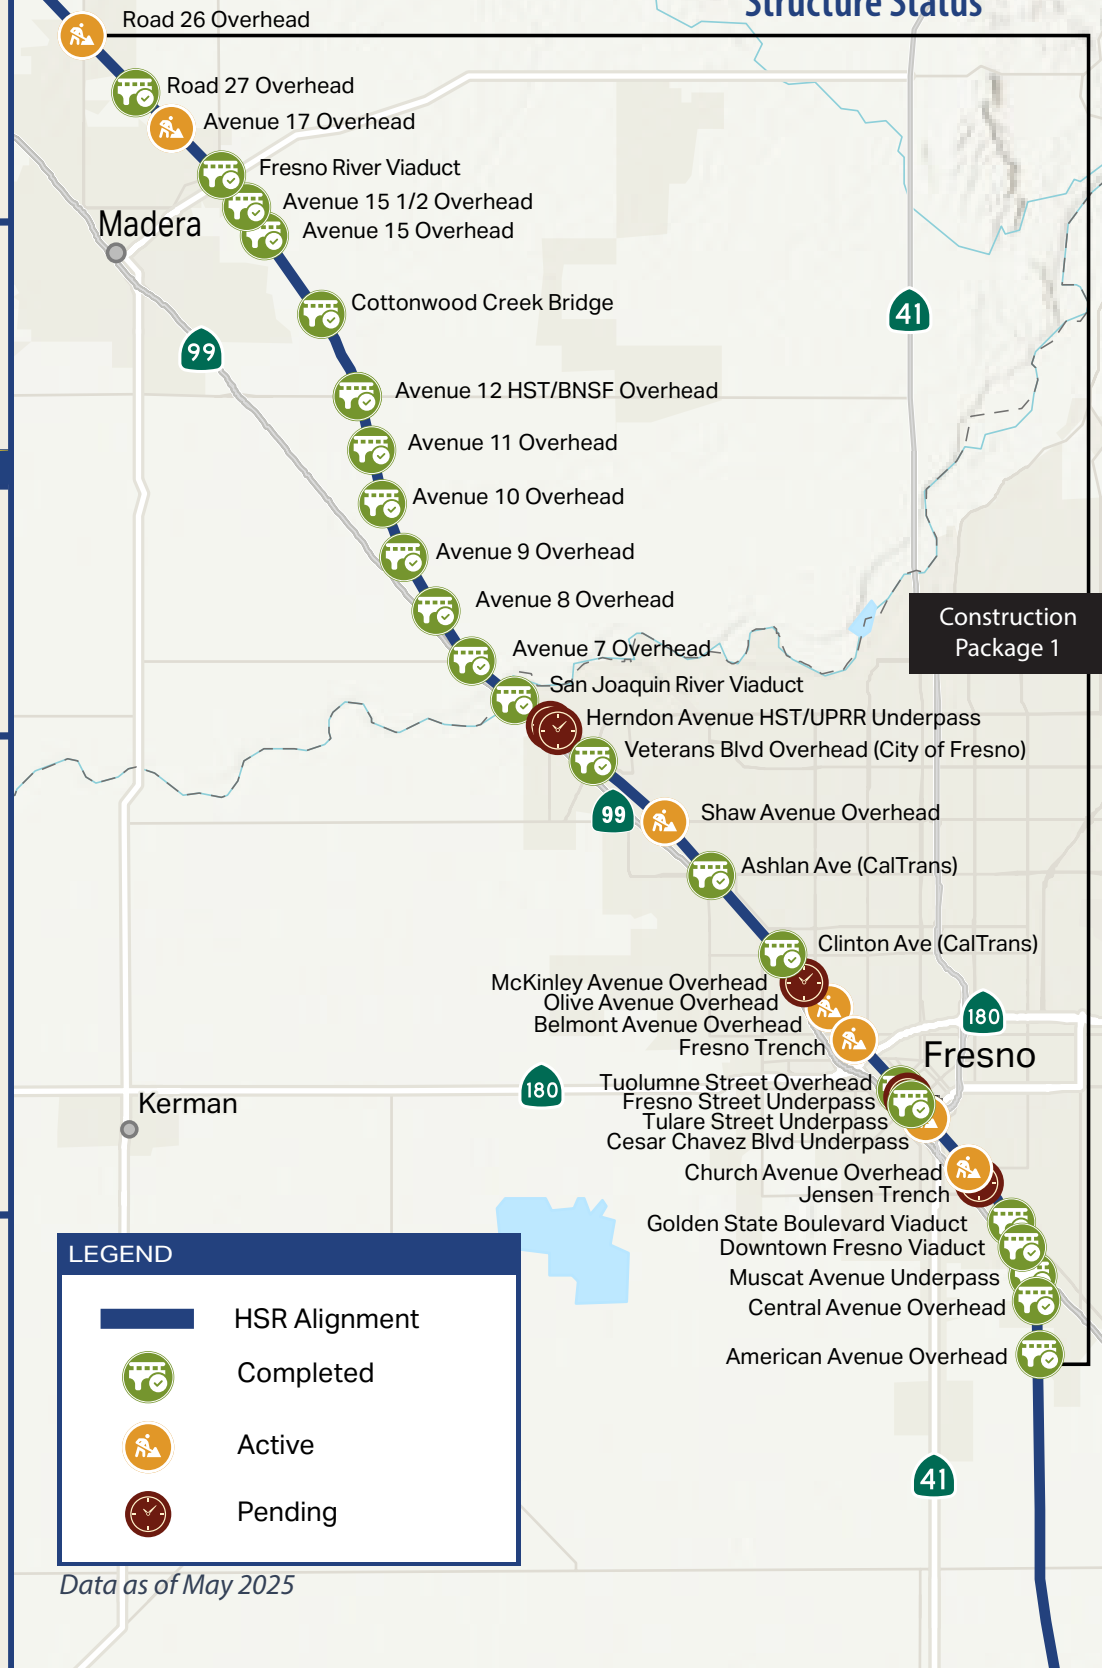 Structure Status
Road 26 Overhead
Road 27 Overhead
Avenue 17 Overhead
Fresno River Viaduct
Avenue 15 1/2 Overhead
Madera
Avenue 15 Overhead
Cottonwood Creek Bridge
41
99
Avenue 12 HST/BNSF Overhead
Avenue 11 Overhead
Avenue 10 Overhead
Avenue 9 Overhead
Avenue 8 Overhead
Construction
Package 1
Avenue 7 Overhead
San Joaquin River Viaduct
Herndon Avenue HST/UPRR Underpass
Veterans Blvd Overhead (City of Fresno)
99
Shaw Avenue Overhead
Ashlan Ave (CalTrans)
Clinton Ave (CalTrans)
McKinley Avenue Overhead
Olive Avenue Overhead
180
Belmont Avenue Overhead
Fresno Trench
Fresno
Tuolumne Street Overhead
180
Kerman
Fresno Street Underpass
Tulare Street Underpass
Cesar Chavez Blvd Underpass
Church Avenue Overhead
Jensen Trench
Golden State Boulevard Viaduct
Downtown Fresno Viaduct
Muscat Avenue Underpass
Central Avenue Overhead
American Avenue Overhead
41
LEGEND
HSR Alignment
Completed
Active
Pending
Data as of May 2025